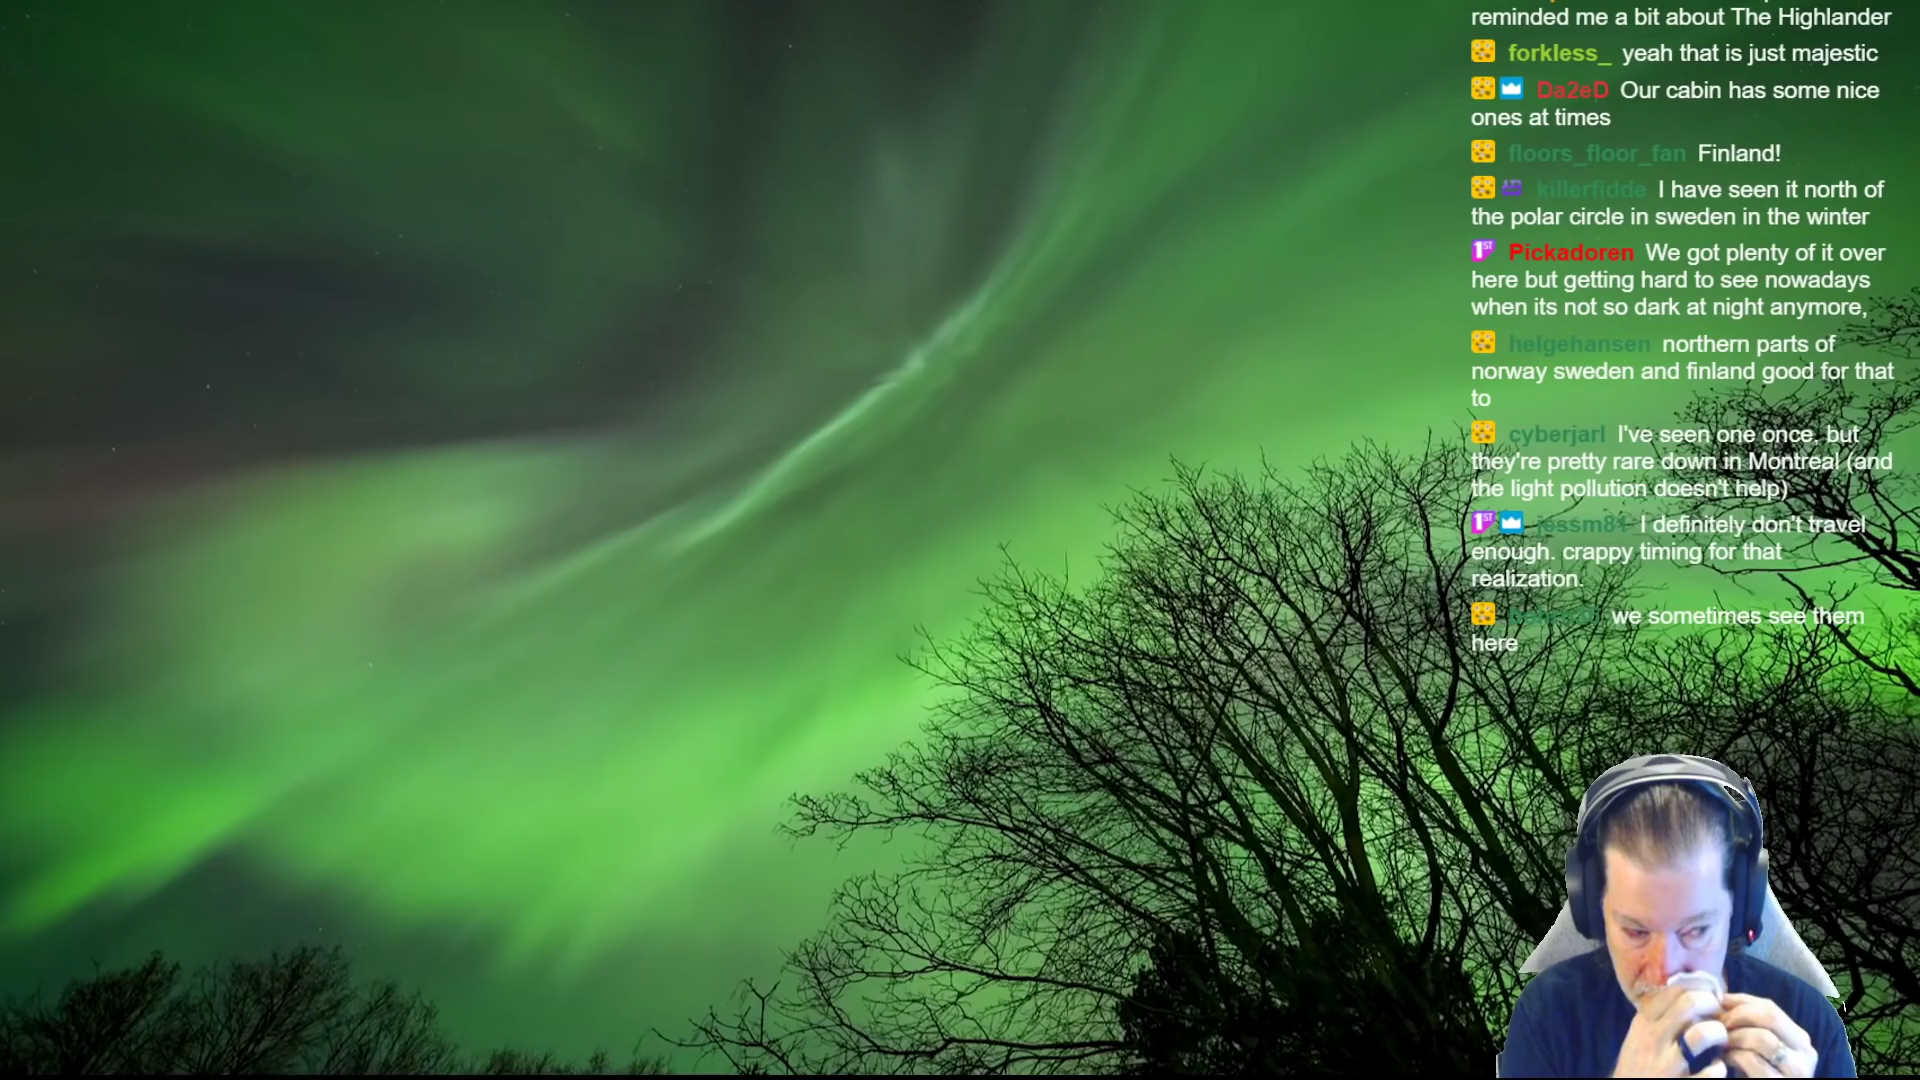 reminded me a bit about The Highlander
forkless_ yeah that is just majestic
Da2eD Our cabin has some nice
ones at times
floors_floor_fan Finland!
killerfidde I have seen it north of
the polar circle in sweden in the winter
1ST Pickadoren We got plenty of it over
here but getting hard to see nowadays
when its not so dark at night anymore,
helgehansen northern parts of
norway sweden and finland good for that
to
cyberjarl I've seen one once, but
they're pretty rare down in Montreal (and
the light pollution doesn't help)
1ST jessm81 I definitely don't travel
enough. crappy timing for that
realization.
we sometimes see them
here